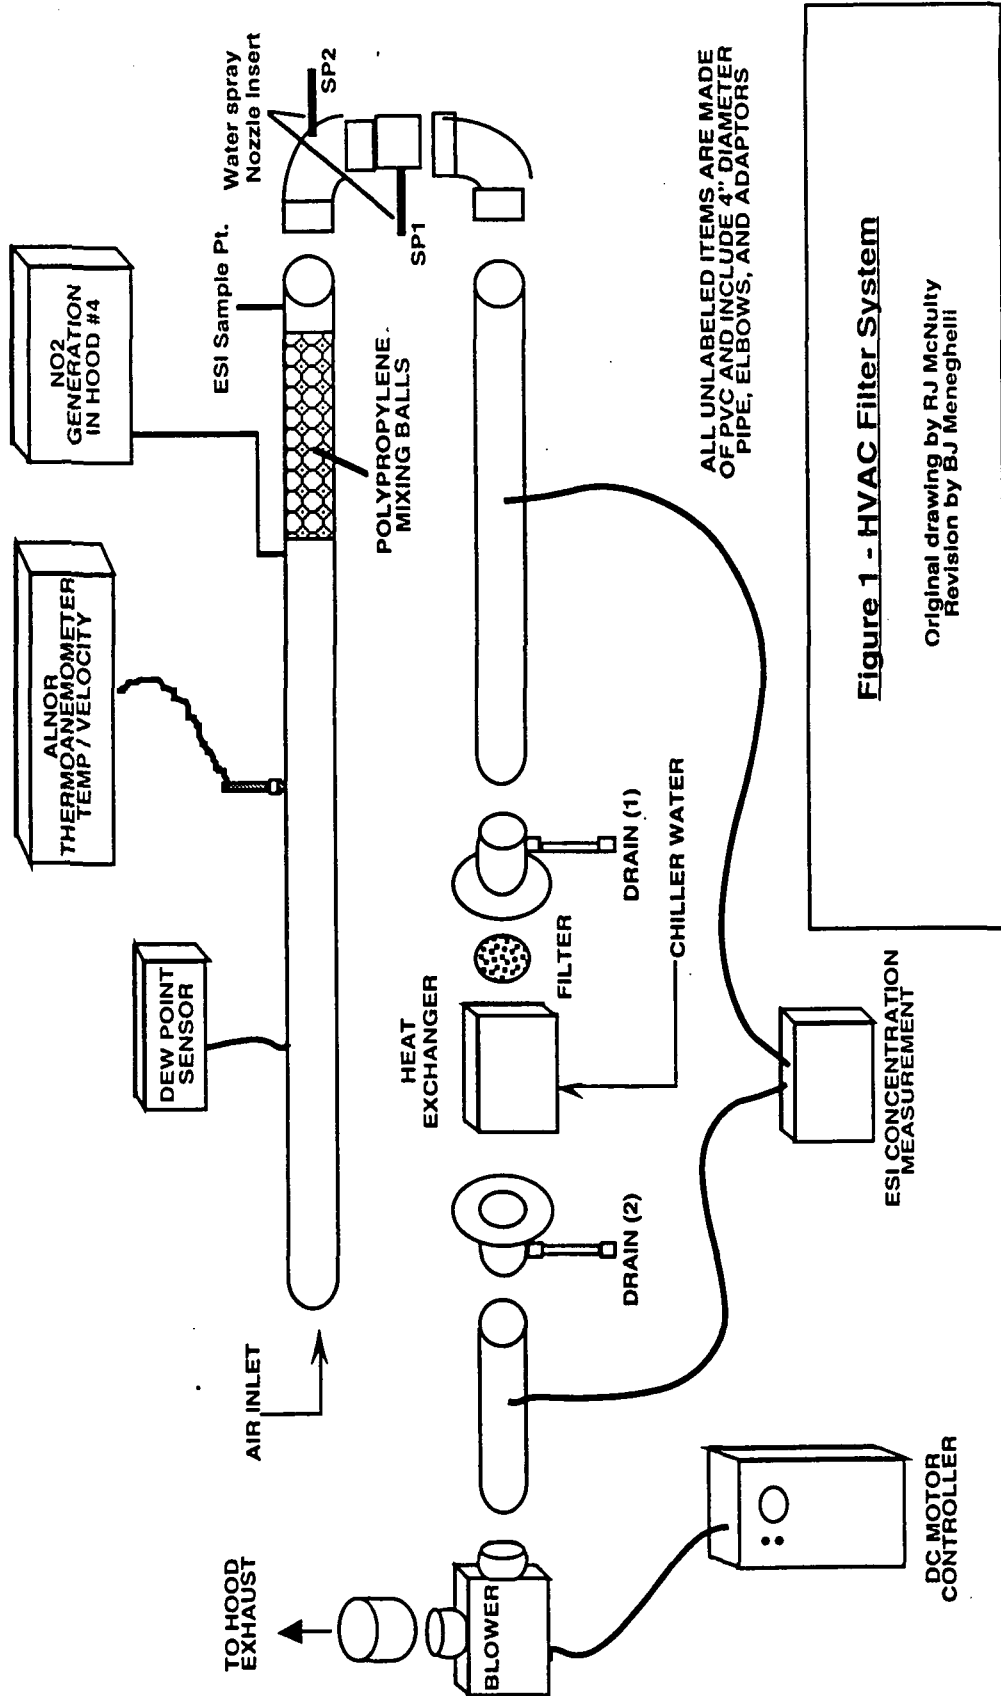 TO HOOD
EXHAUST
AIR INLET
DEW POINT
SENSOR
ALNOR
THERMOANEMOMETER
TEMP / VELOCITY
NO2
GENERATION
IN HOOD #4
ESI Sample Pt.
Water spray
Nozzle Insert
SP2
SP1
POLYPROPYLENE
MIXING BALLS
BLOWER
HEAT
EXCHANGER
FILTER
DRAIN (2)
DRAIN (1)
CHILLER WATER
DC MOTOR
CONTROLLER
ESI CONCENTRATION
MEASUREMENT
ALL UNLABELED ITEMS ARE MADE
OF PVC AND INCLUDE 4" DIAMETER
PIPE, ELBOWS, AND ADAPTORS
Figure 1 - HVAC Filter System
Original drawing by RJ McNulty
Revision by BJ Meneghelli